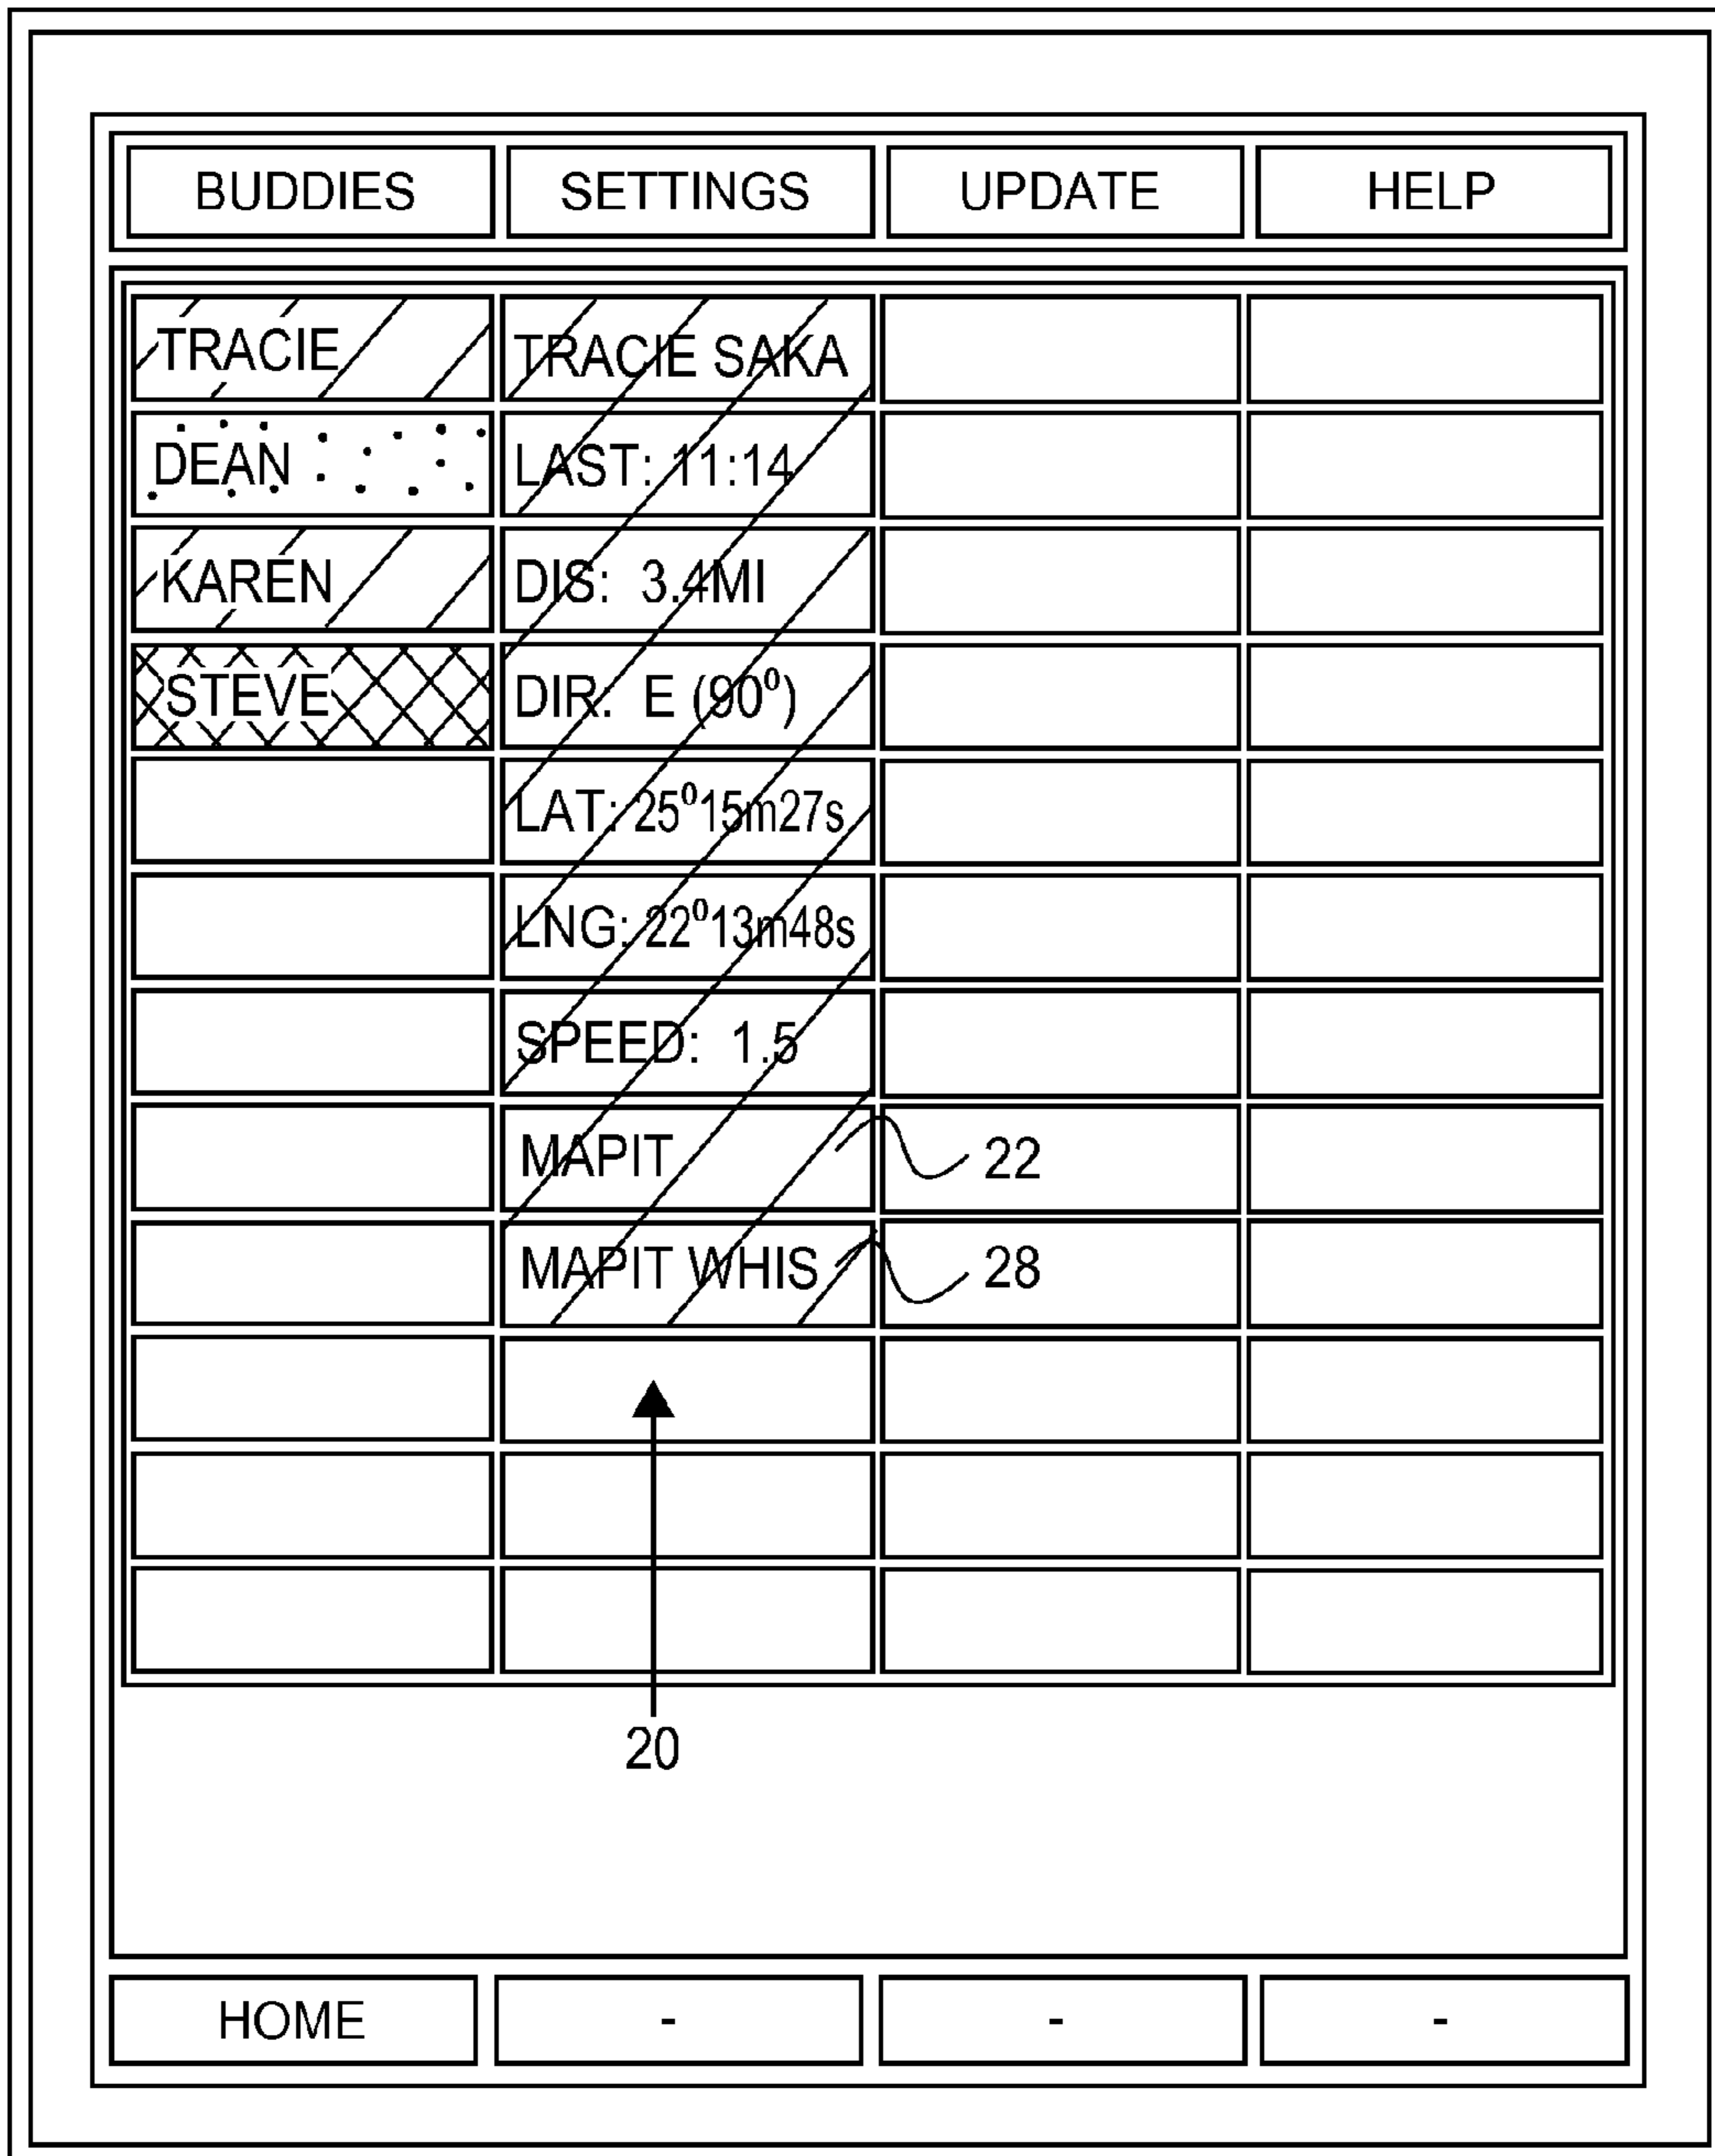 BUDDIES SETTINGS UPDATE HELP
TRACIE TRACIE SAKA
DEAN LAST: 11:14
KAREN DIS: 3.4MI
STEVE DIR. E (90⁰)
LAT: 25⁰15m27s
LNG: 22⁰13m48s
SPEED: 1.5
MAPIT 22
MAPIT WHIS 28
20
HOME - - -